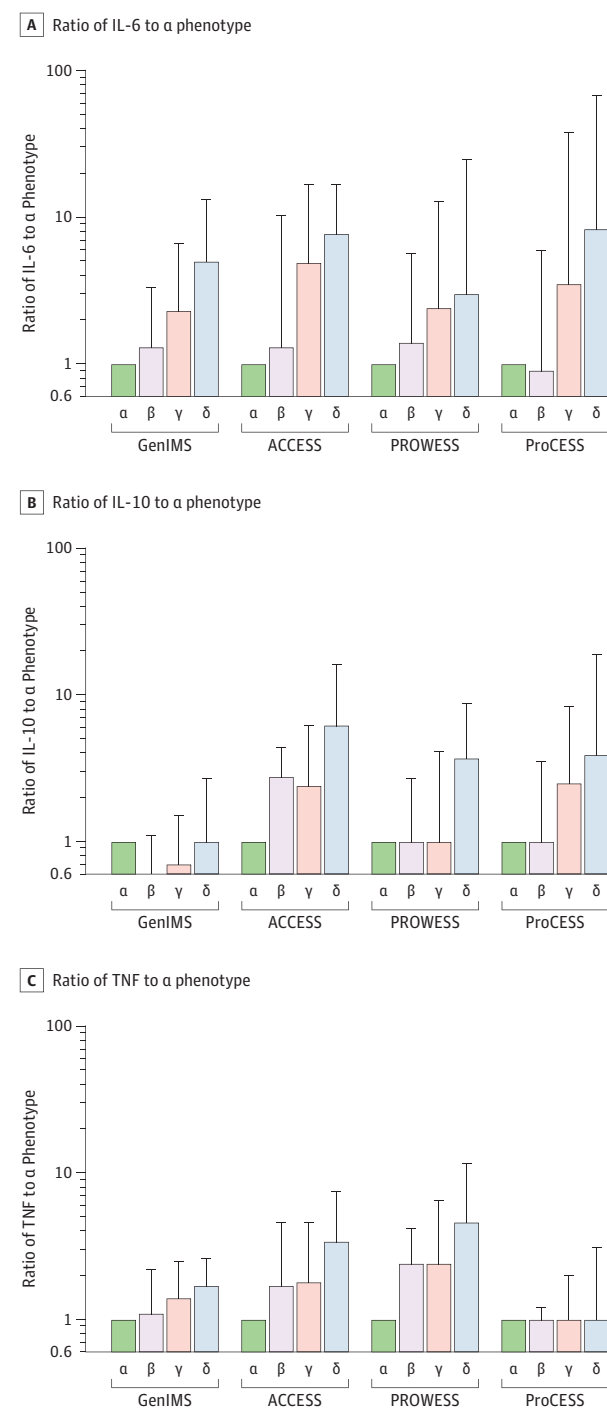 A Ratio of IL-6 to α phenotype
Ratio of IL-6 to α Phenotype
100
10
1
0.6
α β γ δ α β γ δ α β γ δ α β γ δ
GenIMS ACCESS PROWESS ProCESS
B Ratio of IL-10 to α phenotype
Ratio of IL-10 to α Phenotype
100
10
1
0.6
α β γ δ α β γ δ α β γ δ α β γ δ
GenIMS ACCESS PROWESS ProCESS
C Ratio of TNF to α phenotype
Ratio of TNF to α Phenotype
100
10
1
0.6
α β γ δ α β γ δ α β γ δ α β γ δ
GenIMS ACCESS PROWESS ProCESS